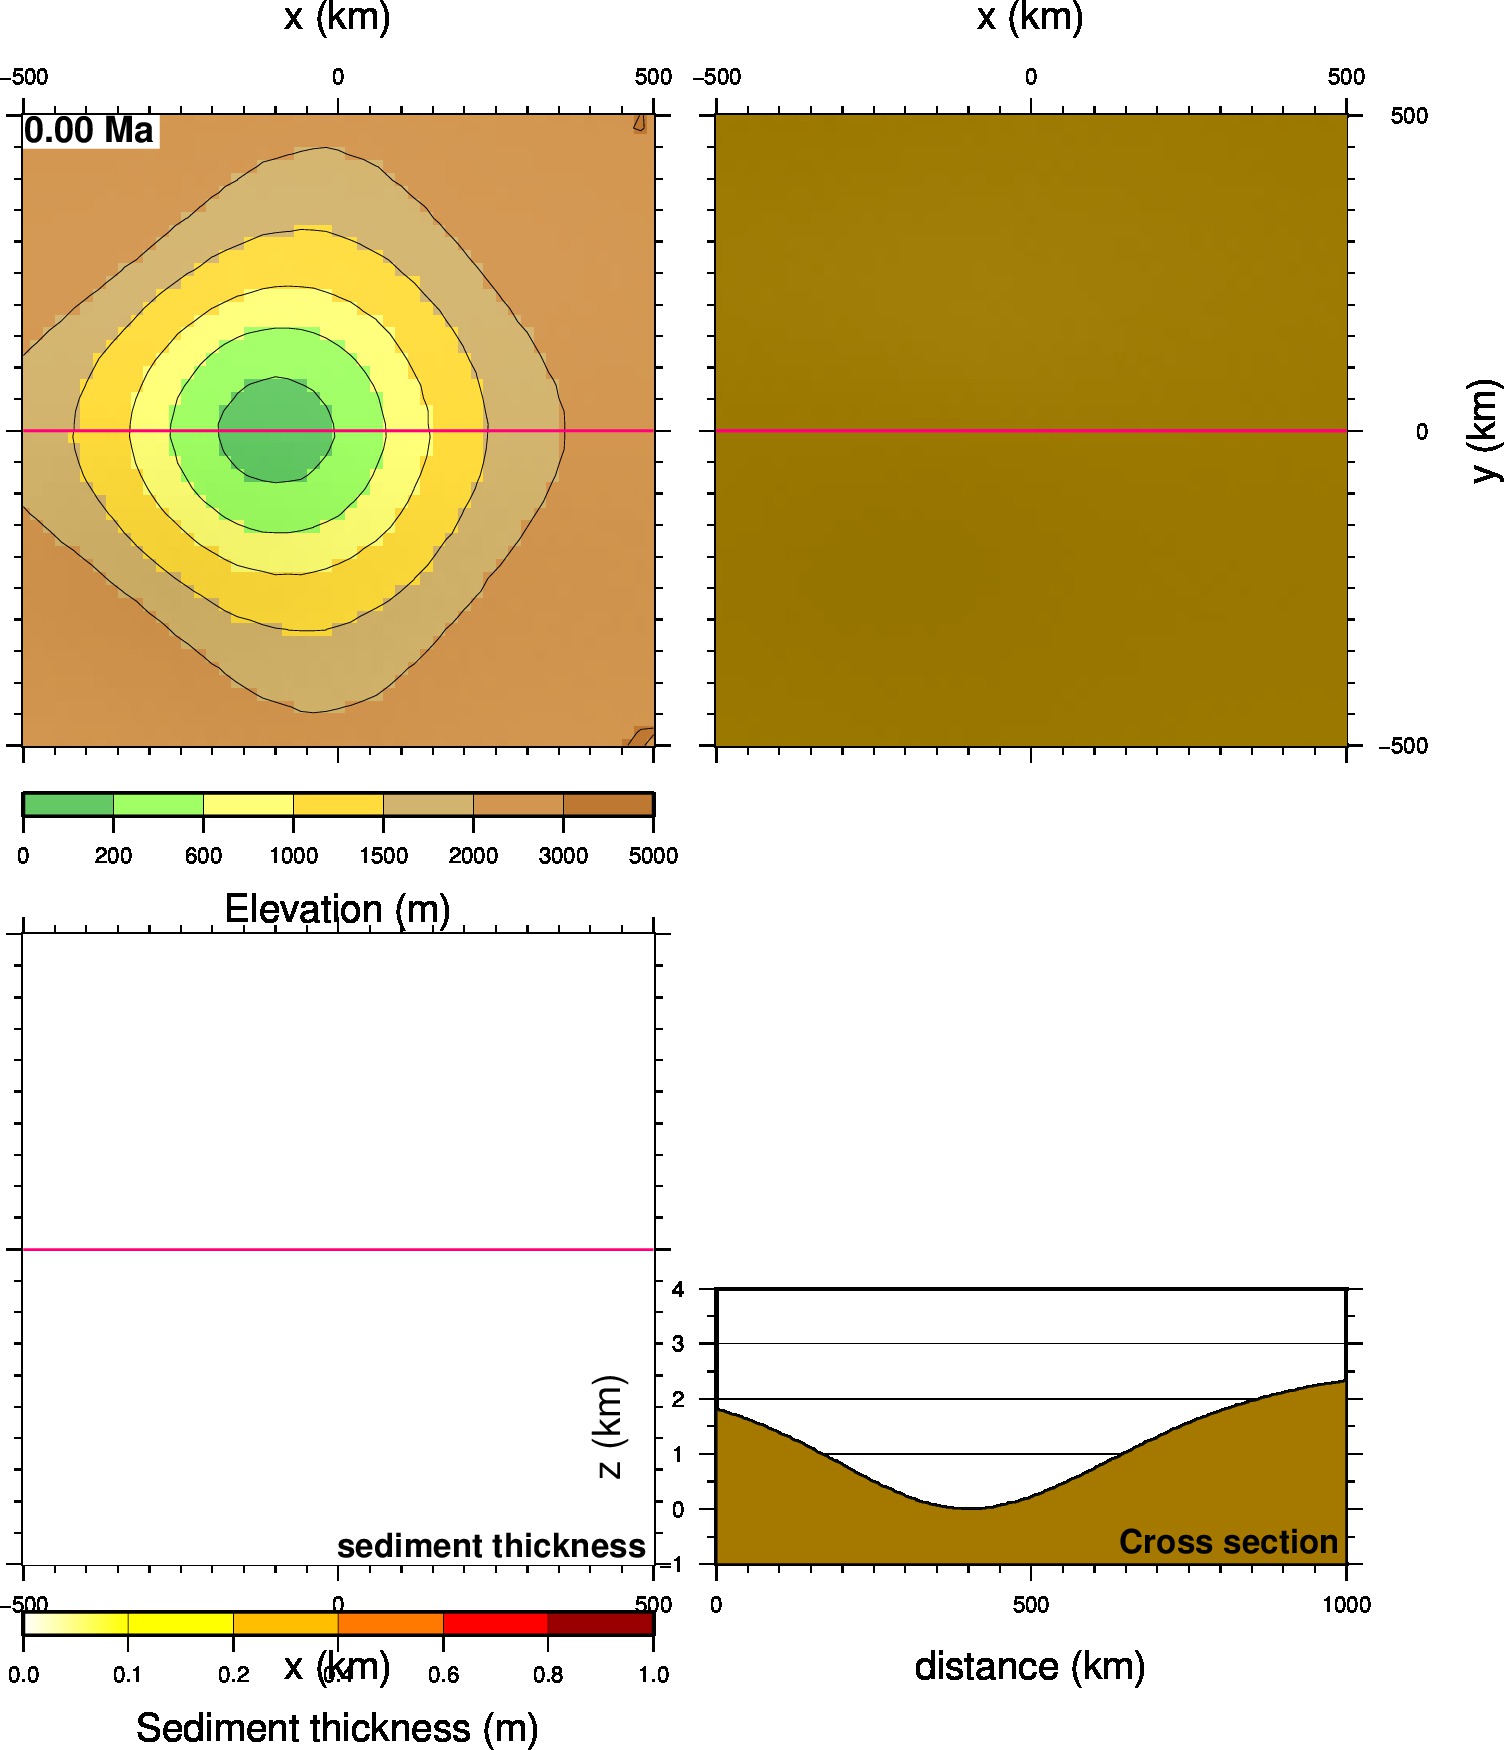 x (km)
x (km)
−500 0 500
−500 0 500
0.00 Ma
500
0
−500
y (km)
0 200 600 1000 1500 2000 3000 5000
Elevation (m)
z (km)
4
3
2
1
0
−1
sediment thickness
Cross section
−500 0 500
0 500 1000
x (km)
0.0 0.1 0.2 0.4 0.6 0.8 1.0
distance (km)
Sediment thickness (m)